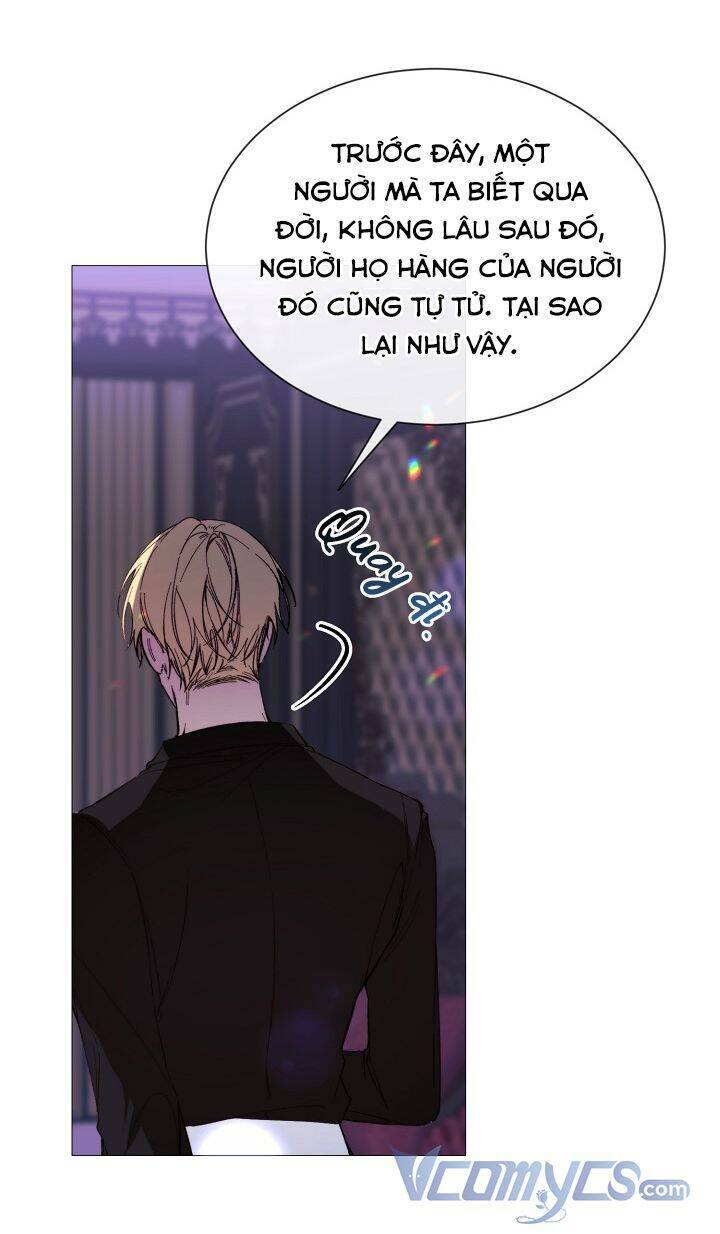 TRƯỚC ĐÂY, MỘT
NGƯỜI MÀ TA BIẾT QUA
ĐỜI, KHÔNG LÂU SAU ĐÓ,
NGƯỜI HỌ HÀNG CỦA NGƯỜI
ĐÓ CŨNG TỰ TỬ. TẠI SAO
LẠI NHƯ VẬY.
Quay đi.
VCOMYCS.com